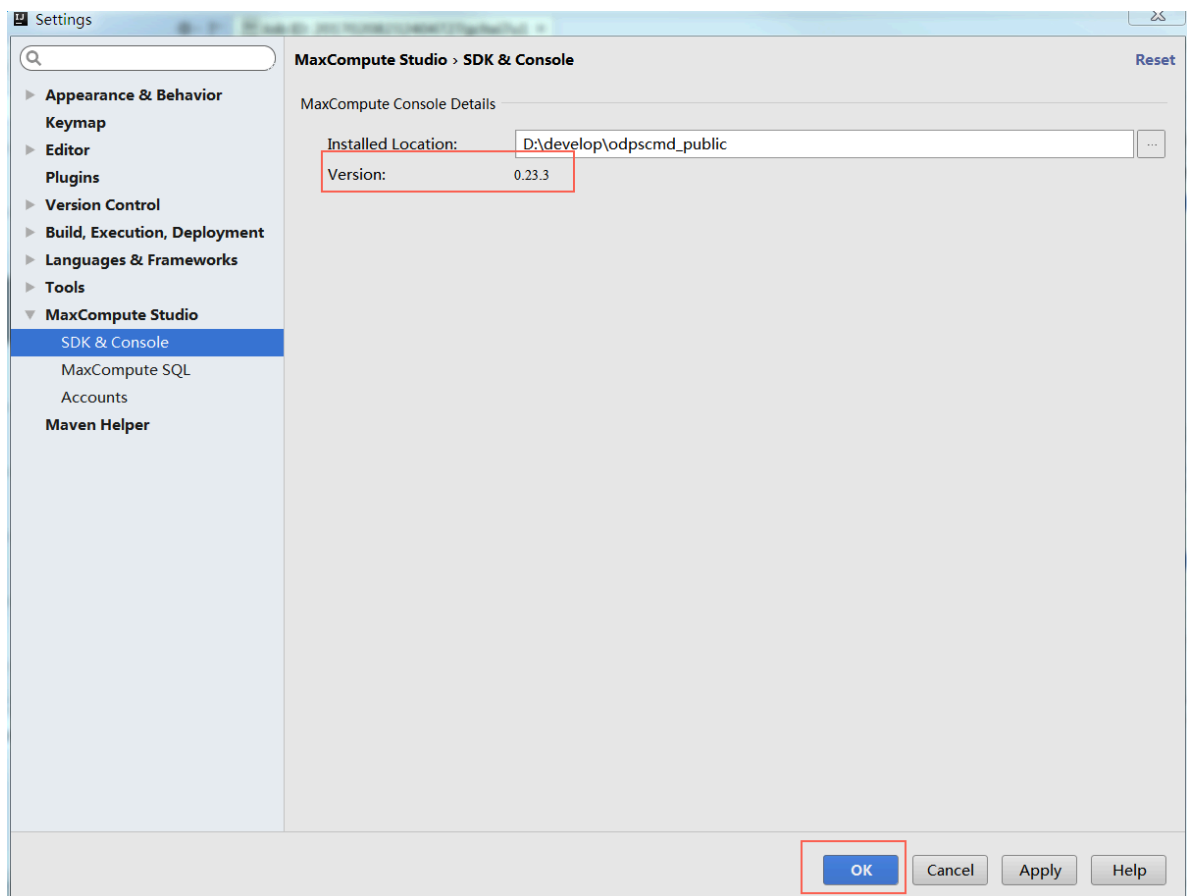 Settings
MaxCompute Studio › SDK & Console
Reset
Appearance & Behavior
Keymap
Editor
Plugins
Version Control
Build, Execution, Deployment
Languages & Frameworks
Tools
MaxCompute Studio
SDK & Console
MaxCompute SQL
Accounts
Maven Helper
MaxCompute Console Details
Installed Location: D:\develop\odpscmd_public ...
Version: 0.23.3
OK Cancel Apply Help